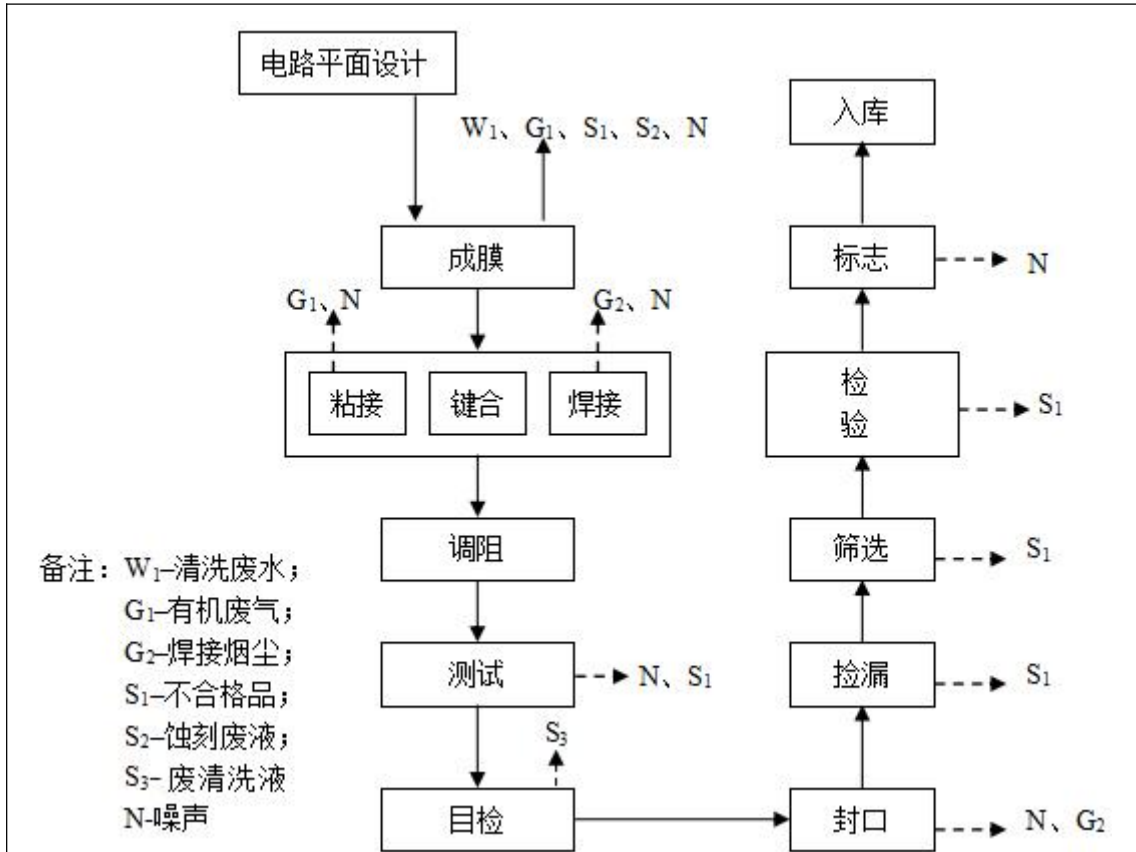 电路平面设计
W₁、G₁、S₁、S₂、N
成膜
G₁、N
G₂、N
粘接
键合
焊接
调阻
测试
N、S₁
S₃
目检
备注：W₁–清洗废水；
G₁–有机废气；
G₂–焊接烟尘；
S₁–不合格品；
S₂–蚀刻废液；
S₃- 废清洗液
N-噪声
入库
标志
N
检
验
S₁
筛选
S₁
捡漏
S₁
封口
N、G₂